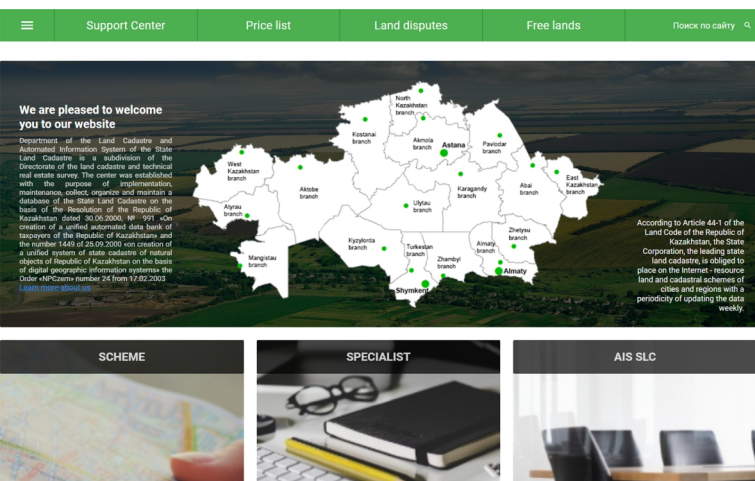 Support Center
Price list
Land disputes
Free lands
Поиск по сайту
We are pleased to welcome
you to our website
Department of the Land Cadastre and
Automated Information System of the State
Land Cadastre is a subdivision of the
Directorate of the land cadastre and technical
real estate survey. The center was established
with the purpose of implementation,
maintenance, collect, organize and maintain a
database of the State Land Cadastre on the
basis of the Resolution of the Republic of
Kazakhstan dated 30.06.2000, № 991 «On
creation of a unified automated data bank of
taxpayers of the Republic of Kazakhstan» and
the number 1449 of 25.09.2000 «on creation of
a unified system of state cadastre of natural
objects of Republic of Kazakhstan on the basis
of digital geographic information systems» the
Order «NPCzem» number 24 from 17.02.2003
Learn more about us
North
Kazakhstan
branch
Kostanai
branch
Akmola
branch
Astana
Pavlodar
branch
West
Kazakhstan
branch
Aktobe
branch
Karagandy
branch
Abai
branch
East
Kazakhstan
branch
Atyrau
branch
Ulytau
branch
Mangistau
branch
Kyzylorda
branch
Turkestan
branch
Zhambyl
branch
Almaty
branch
Zhetysu
branch
Shymkent
Almaty
According to Article 44-1 of the
Land Code of the Republic of
Kazakhstan, the State
Corporation, the leading state
land cadastre, is obliged to
place on the Internet - resource
land and cadastral schemes of
cities and regions with a
periodicity of updating the data
weekly.
SCHEME
SPECIALIST
AIS SLC